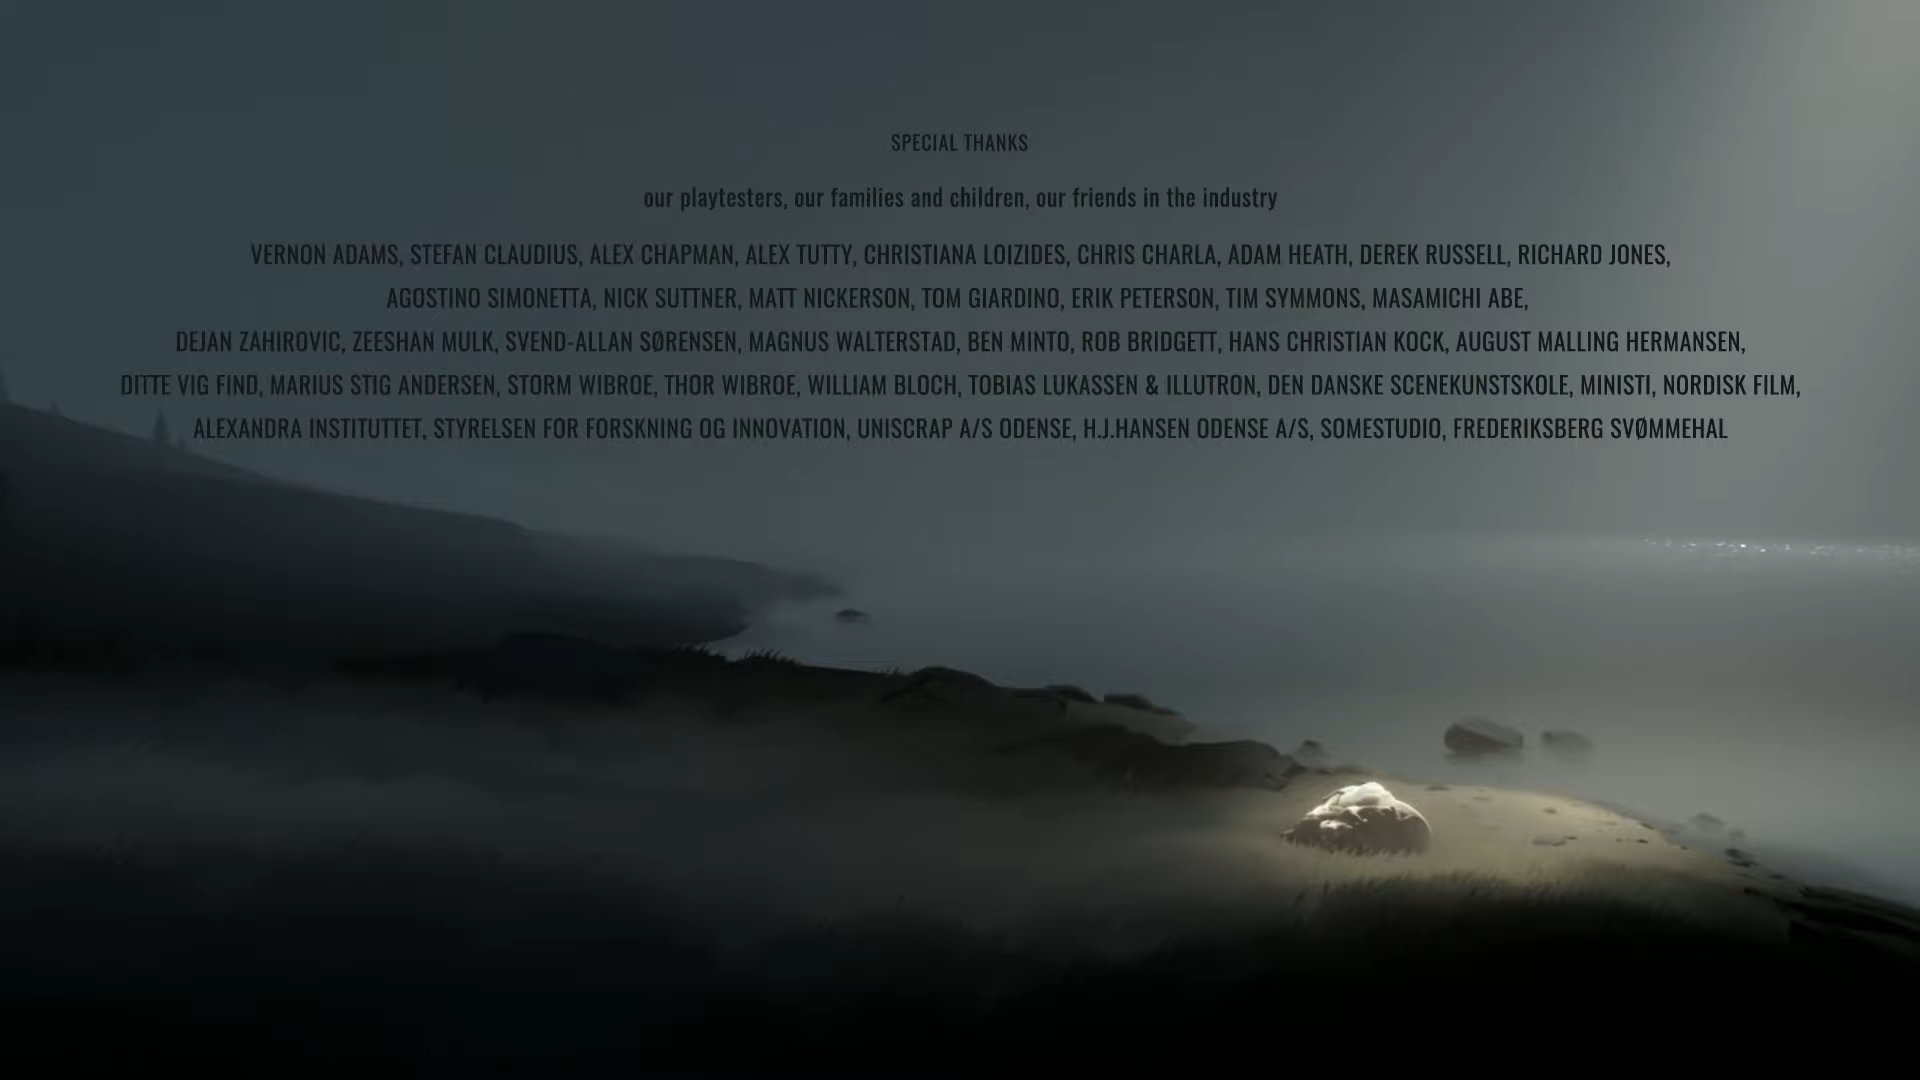 SPECIAL THANKS
our playtesters, our families and children, our friends in the industry
VERNON ADAMS, STEFAN CLAUDIUS, ALEX CHAPMAN, ALEX TUTTY, CHRISTIANA LOIZIDES, CHRIS CHARLA, ADAM HEATH, DEREK RUSSELL, RICHARD JONES,
AGOSTINO SIMONETTA, NICK SUTTNER, MATT NICKERSON, TOM GIARDINO, ERIK PETERSON, TIM SYMMONS, MASAMICHI ABE,
DEJAN ZAHIROVIC, ZEESHAN MULK, SVEND-ALLAN SØRENSEN, MAGNUS WALTERSTAD, BEN MINTO, ROB BRIDGETT, HANS CHRISTIAN KOCK, AUGUST MALLING HERMANSEN,
DITTE VIG FIND, MARIUS STIG ANDERSEN, STORM WIBROE, THOR WIBROE, WILLIAM BLOCH, TOBIAS LUKASSEN & ILLUTRON, DEN DANSKE SCENEKUNSTSKOLE, MINISTI, NORDISK FILM,
ALEXANDRA INSTITUTTET, STYRELSEN FOR FORSKNING OG INNOVATION, UNISCRAP A/S ODENSE, H.J.HANSEN ODENSE A/S, SOMESTUDIO, FREDERIKSBERG SVØMMEHAL